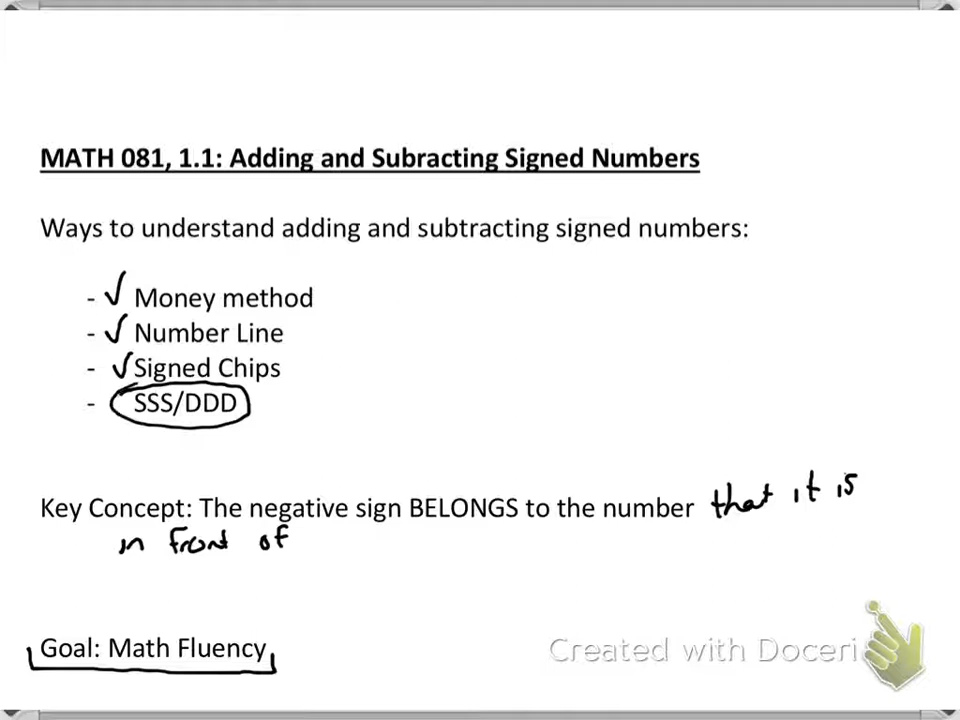 MATH 081, 1.1: Adding and Subracting Signed Numbers
Ways to understand adding and subtracting signed numbers:
- ✓ Money method
- ✓ Number Line
- ✓ Signed Chips
- SSS/DDD
Key Concept: The negative sign BELONGS to the number that it is
in front of
Goal: Math Fluency
Created with Doceri